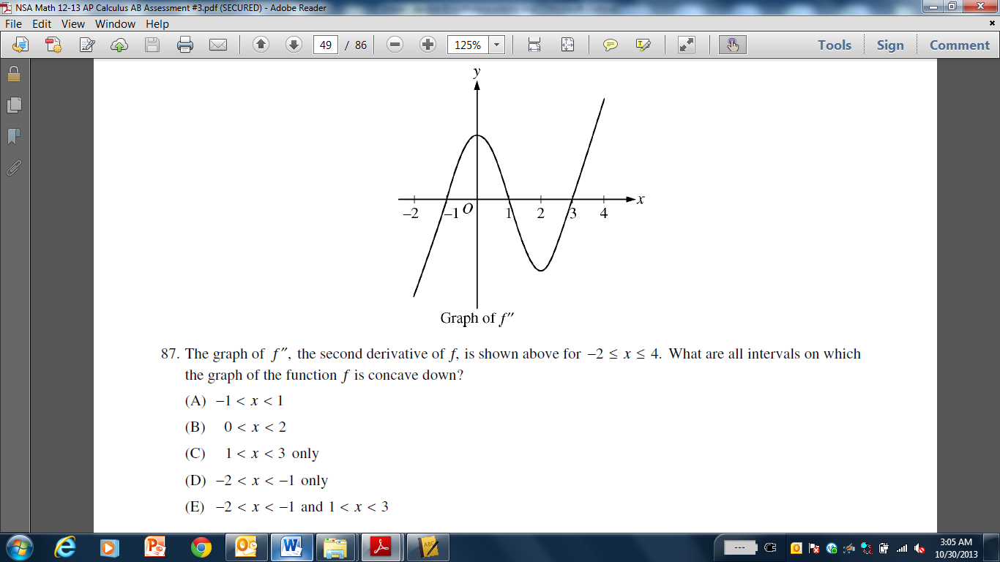 NSA Math 12-13 AP Calculus AB Assessment #3.pdf (SECURED) - Adobe Reader
File Edit View Window Help
49 / 86 125% Tools Sign Comment
y
x
–2 –1 O 1 2 3 4
Graph of f″
87. The graph of f″, the second derivative of f, is shown above for –2 ≤ x ≤ 4. What are all intervals on which
the graph of the function f is concave down?
(A) –1 < x < 1
(B) 0 < x < 2
(C) 1 < x < 3 only
(D) –2 < x < –1 only
(E) –2 < x < –1 and 1 < x < 3
3:05 AM
10/30/2013